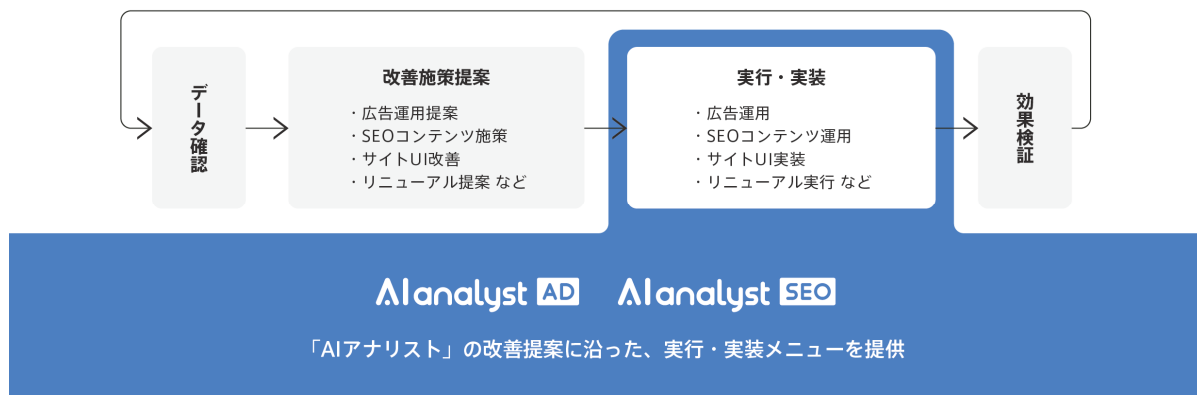 データ確認
改善施策提案
・広告運用提案
・SEOコンテンツ施策
・サイトUI改善
・リニューアル提案 など
実行・実装
・広告運用
・SEOコンテンツ運用
・サイトUI実装
・リニューアル実行 など
効果検証
AI analyst AD
AI analyst SEO
「AIアナリスト」の改善提案に沿った、実行・実装メニューを提供